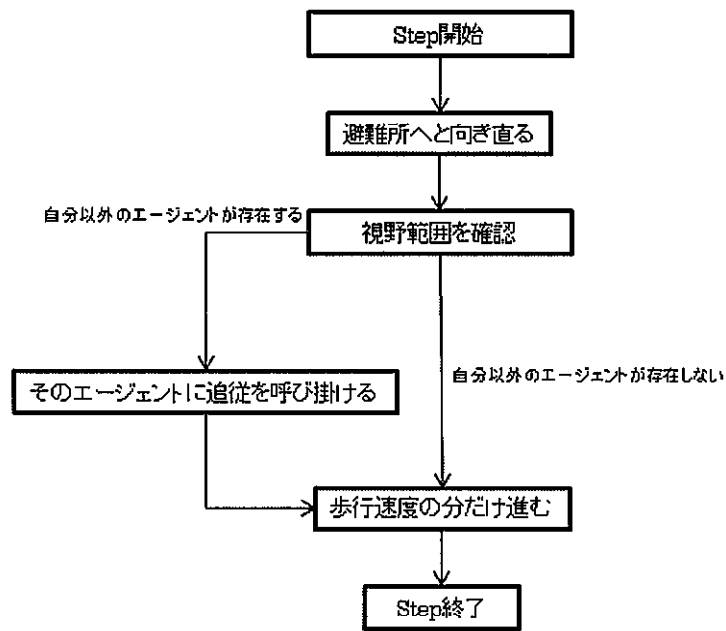 Step開始
避難所へと向き直る
自分以外のエージェントが存在する
視野範囲を確認
自分以外のエージェントが存在しない
そのエージェントに追従を呼び掛ける
歩行速度の分だけ進む
Step終了